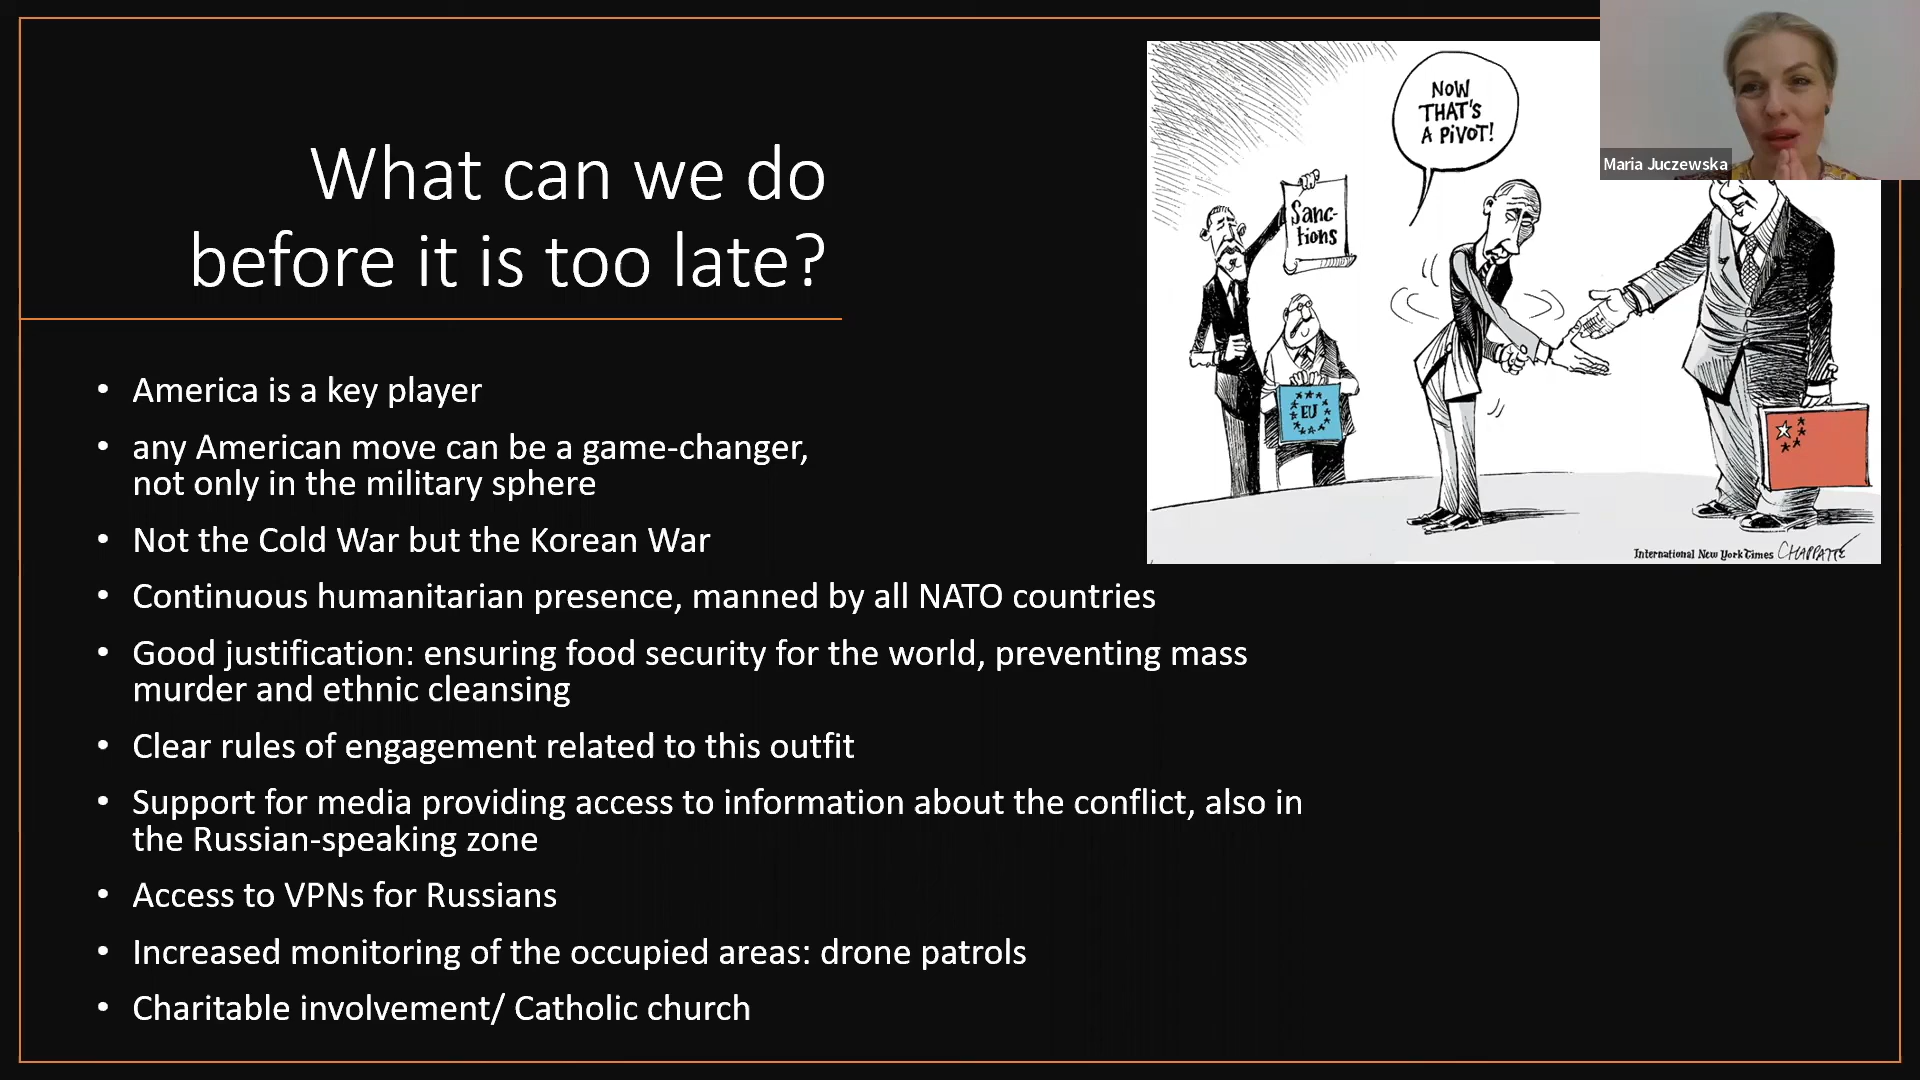 What can we do
before it is too late?
• America is a key player
• any American move can be a game-changer,
not only in the military sphere
• Not the Cold War but the Korean War
• Continuous humanitarian presence, manned by all NATO countries
• Good justification: ensuring food security for the world, preventing mass
murder and ethnic cleansing
• Clear rules of engagement related to this outfit
• Support for media providing access to information about the conflict, also in
the Russian-speaking zone
• Access to VPNs for Russians
• Increased monitoring of the occupied areas: drone patrols
• Charitable involvement/ Catholic church
NOW
THAT'S
A PIVOT!
Sanc-
tions
EU
International New York Times CHAPPATTE
Maria Juczewska